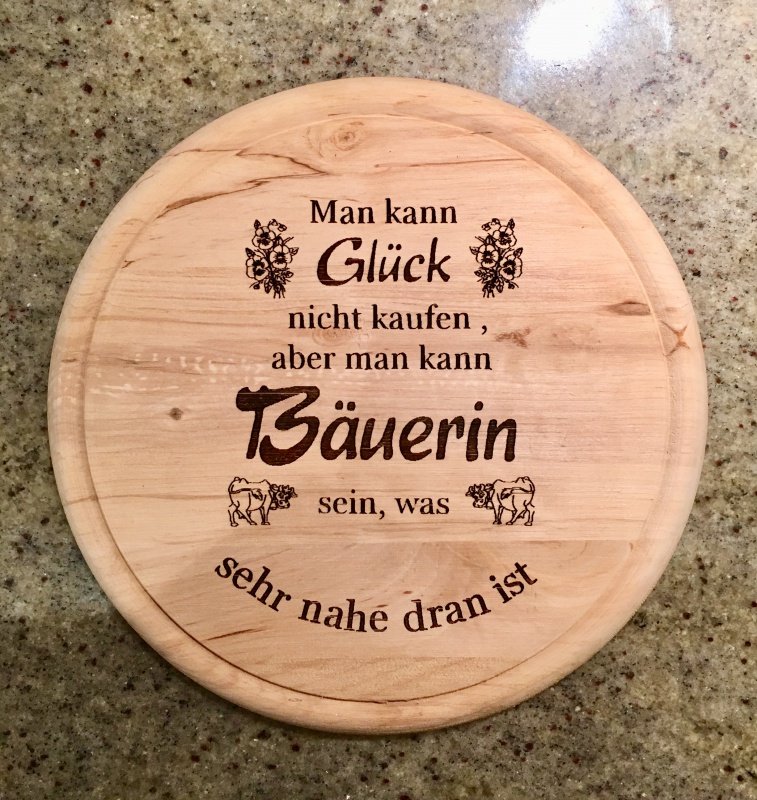 Man kann
Glück
nicht kaufen ,
aber man kann
Bäuerin
sein, was
sehr nahe dran ist